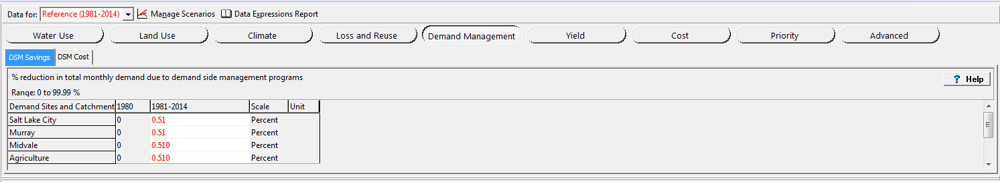 Data for: Reference (1981-2014) Manage Scenarios Data Expressions Report
Water Use Land Use Climate Loss and Reuse Demand Management Yield Cost Priority Advanced
DSM Savings DSM Cost
% reduction in total monthly demand due to demand side management programs
? Help
Range: 0 to 99.99 %
Demand Sites and Catchment 1980 1981-2014 Scale Unit
Salt Lake City 0 0.51 Percent
Murray 0 0.51 Percent
Midvale 0 0.510 Percent
Agriculture 0 0.510 Percent